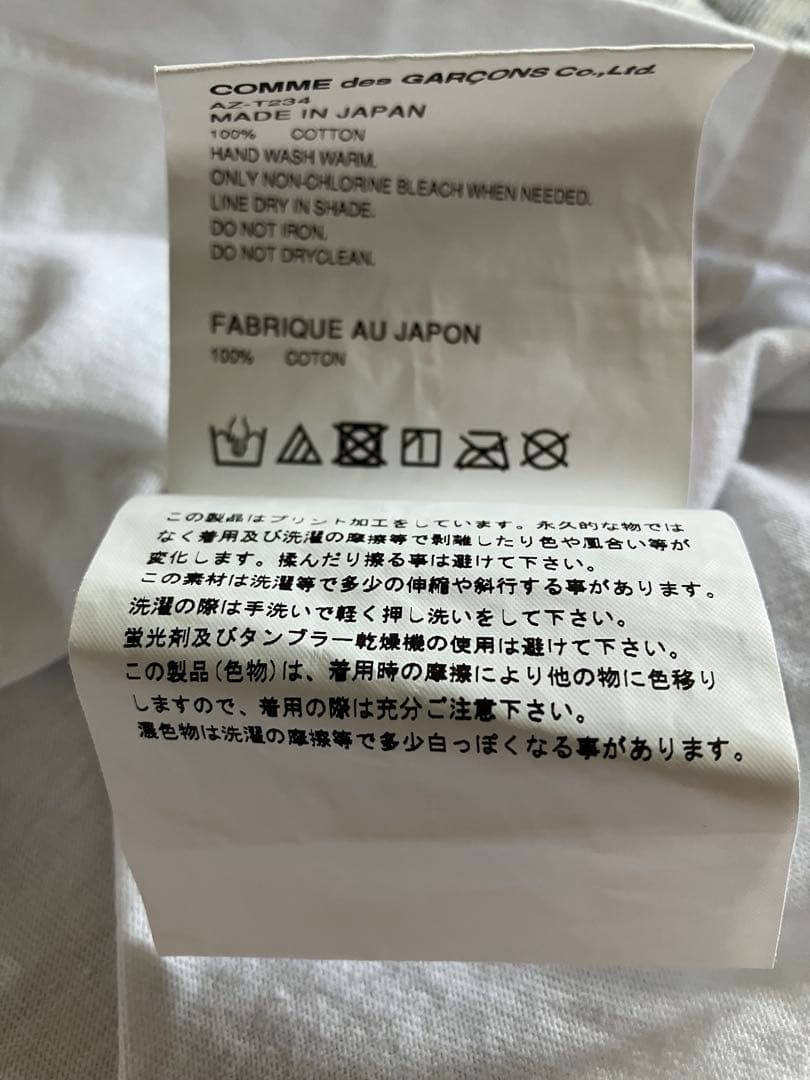 COMME des GARÇONS Co.,Ltd.
AZ-T234
MADE IN JAPAN
100% COTTON
HAND WASH WARM.
ONLY NON-CHLORINE BLEACH WHEN NEEDED.
LINE DRY IN SHADE.
DO NOT IRON.
DO NOT DRYCLEAN.
FABRIQUE AU JAPON
100% COTON
この製品はプリント加工をしています。永久的な物では
なく着用及び洗濯の摩擦等で剥離したり色や風合い等が
変化します。揉んだり擦る事は避けて下さい。
この素材は洗濯等で多少の伸縮や斜行する事があります。
洗濯の際は手洗いで軽く押し洗いをして下さい。
蛍光剤及びタンブラー乾燥機の使用は避けて下さい。
この製品(色物)は、着用時の摩擦により他の物に色移り
しますので、着用の際は充分ご注意下さい。
濃色物は洗濯の摩擦等で多少白っぽくなる事があります。